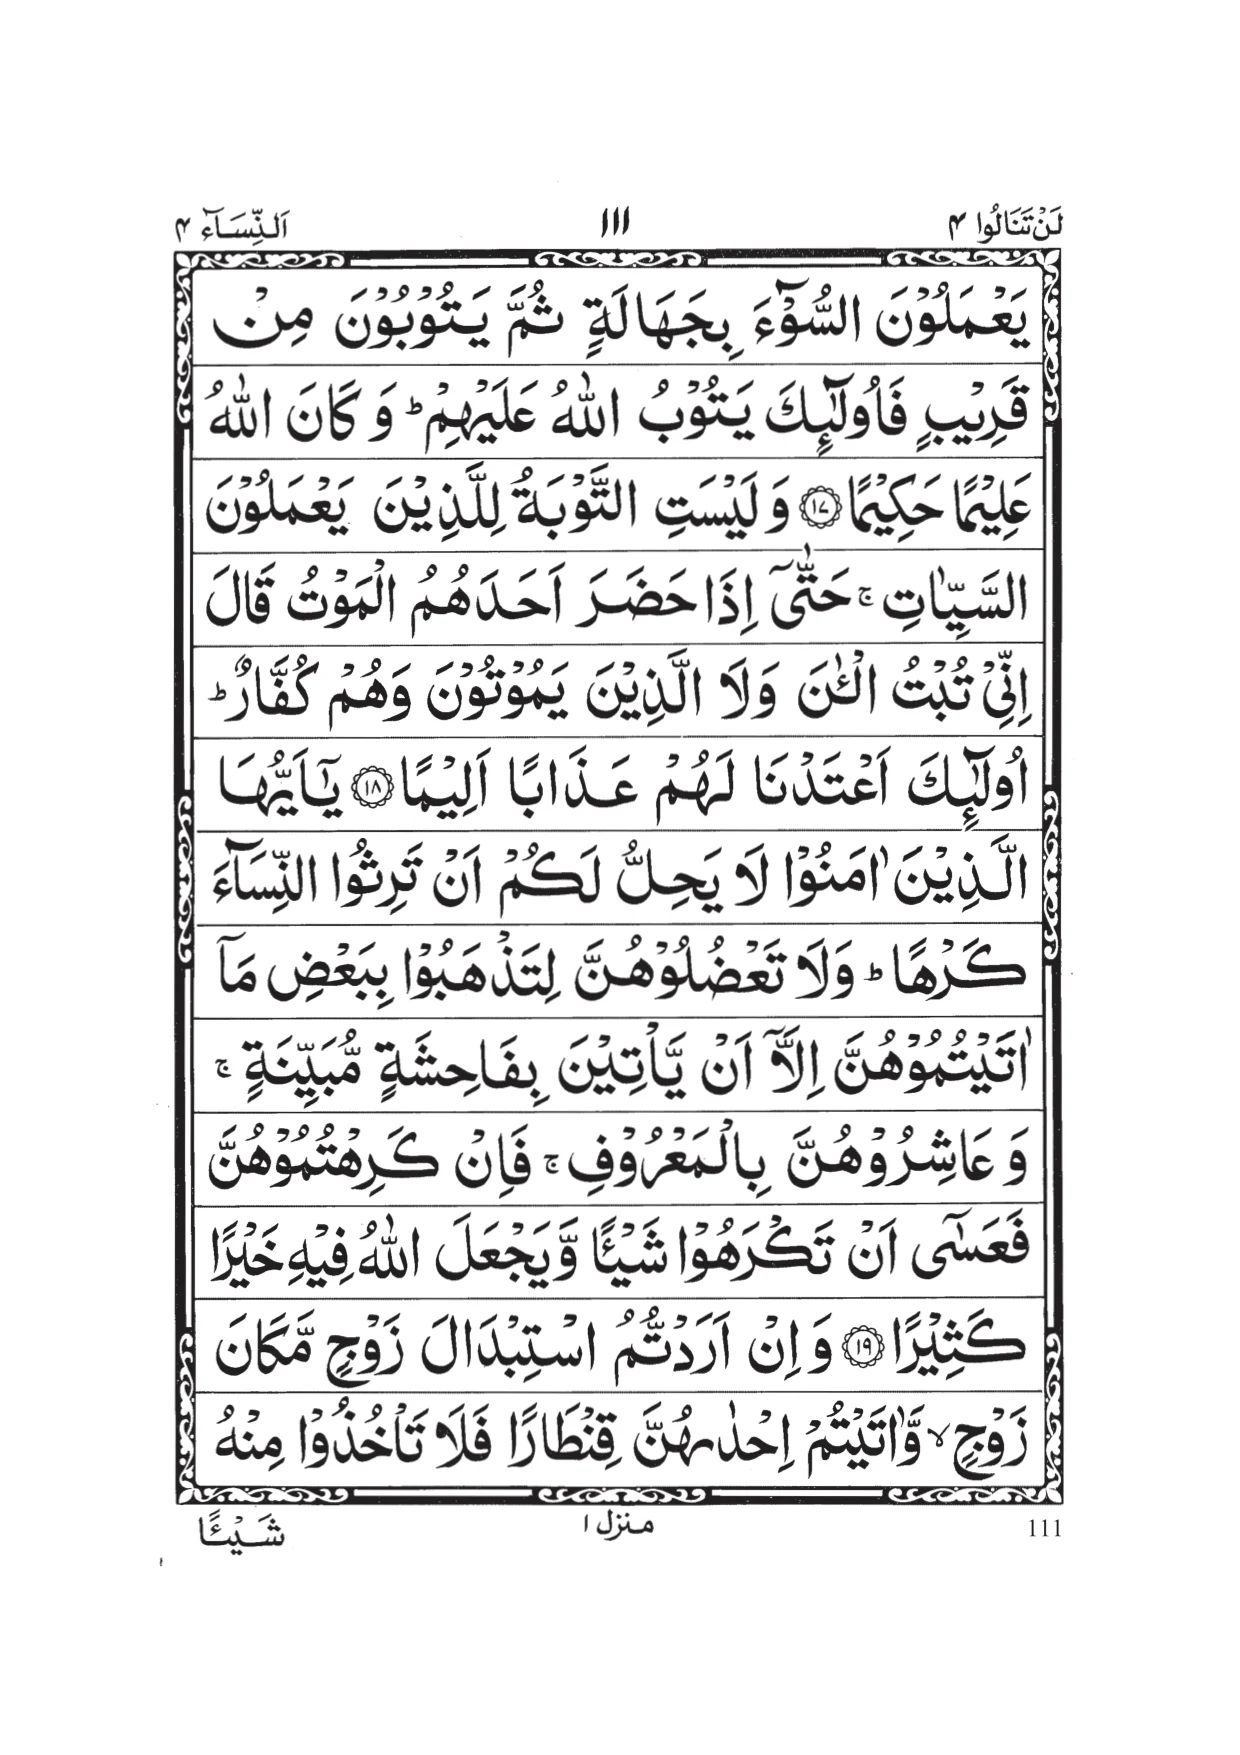 لَنْ تَنَالُوا ۴ ۱۱۱ اَلنِّسَآء ۴
يَعْمَلُوْنَ السُّوْٓءَ بِجَهَالَةٍ ثُمَّ يَتُوْبُوْنَ مِنْ
قَرِيْبٍ فَاُولٰٓئِكَ يَتُوْبُ اللّٰهُ عَلَيْهِمْ ؕ وَ كَانَ اللّٰهُ
عَلِيْمًا حَكِيْمًا ۝۱۷ وَ لَيْسَتِ التَّوْبَةُ لِلَّذِيْنَ يَعْمَلُوْنَ
السَّيِّاٰتِ ۚ حَتّٰۤى اِذَا حَضَرَ اَحَدَهُمُ الْمَوْتُ قَالَ
اِنِّيْ تُبْتُ الْـٰٔنَ وَلَا الَّذِيْنَ يَمُوْتُوْنَ وَهُمْ كُفَّارٌ ؕ
اُولٰٓئِكَ اَعْتَدْنَا لَهُمْ عَذَابًا اَلِيْمًا ۝۱۸ يٰۤاَيُّهَا
الَّذِيْنَ اٰمَنُوْا لَا يَحِلُّ لَكُمْ اَنْ تَرِثُوا النِّسَآءَ
كَرْهًا ؕ وَلَا تَعْضُلُوْهُنَّ لِتَذْهَبُوْا بِبَعْضِ مَاۤ
اٰتَيْتُمُوْهُنَّ اِلَّاۤ اَنْ يَّاْتِيْنَ بِفَاحِشَةٍ مُّبَيِّنَةٍ ۚ
وَ عَاشِرُوْهُنَّ بِالْمَعْرُوْفِ ۚ فَاِنْ كَرِهْتُمُوْهُنَّ
فَعَسٰۤى اَنْ تَكْرَهُوْا شَيْـًٔا وَّيَجْعَلَ اللّٰهُ فِيْهِ خَيْرًا
كَثِيْرًا ۝۱۹ وَ اِنْ اَرَدْتُّمُ اسْتِبْدَالَ زَوْجٍ مَّكَانَ
زَوْجٍ ۙ وَّاٰتَيْتُمْ اِحْدٰىهُنَّ قِنْطَارًا فَلَا تَاْخُذُوْا مِنْهُ
111 منزل ۱ شَيْـًٔا